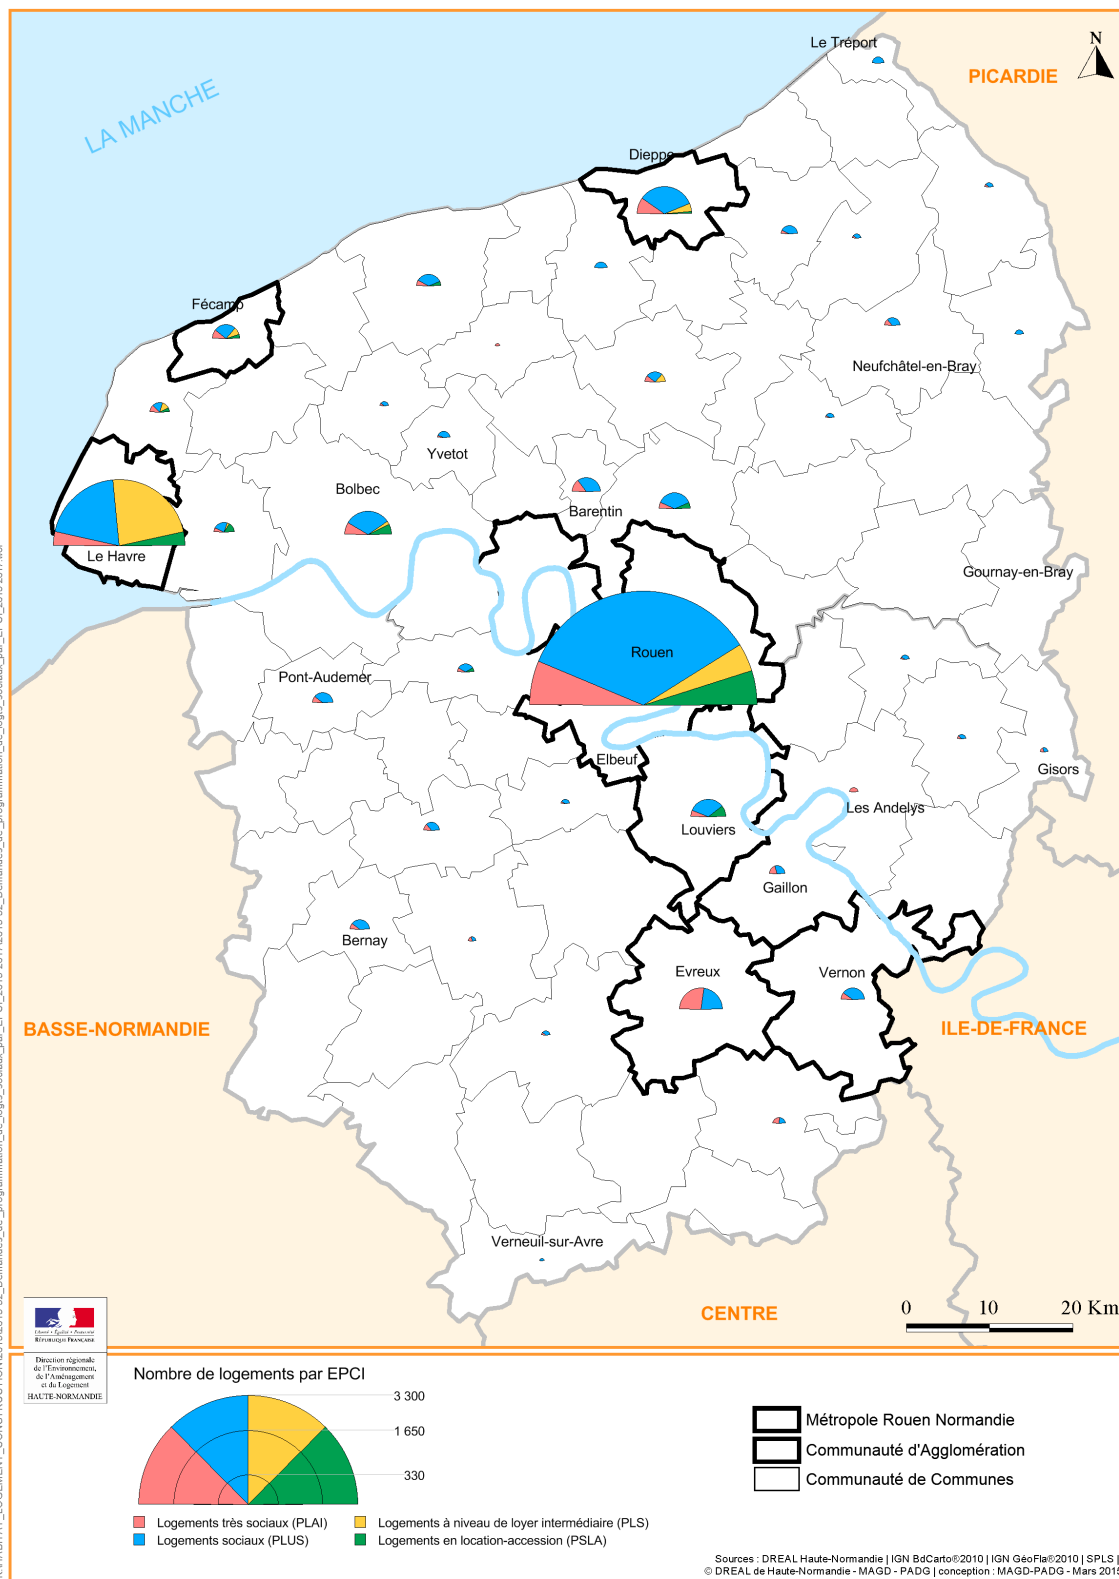 Le Tréport
N
PICARDIE
LA MANCHE
Dieppe
Fécamp
Neufchâtel-en-Bray
Yvetot
Bolbec
Barentin
Le Havre
Gournay-en-Bray
Rouen
Pont-Audemer
Elbeuf
Gisors
Les Andelys
Louviers
Gaillon
Bernay
Evreux
Vernon
BASSE-NORMANDIE
ILE-DE-FRANCE
Verneuil-sur-Avre
CENTRE
0 10 20 Km
Liberté • Égalité • Fraternité
RÉPUBLIQUE FRANÇAISE
Direction régionale
de l'Environnement,
de l'Aménagement
et du Logement
HAUTE-NORMANDIE
Nombre de logements par EPCI
3 300
1 650
330
Logements très sociaux (PLAI)
Logements sociaux (PLUS)
Logements à niveau de loyer intermédiaire (PLS)
Logements en location-accession (PSLA)
Métropole Rouen Normandie
Communauté d'Agglomération
Communauté de Communes
Sources : DREAL Haute-Normandie | IGN BdCarto®2010 | IGN GéoFla®2010 | SPLS |
© DREAL de Haute-Normandie - MAGD - PADG | conception : MAGD-PADG - Mars 2015